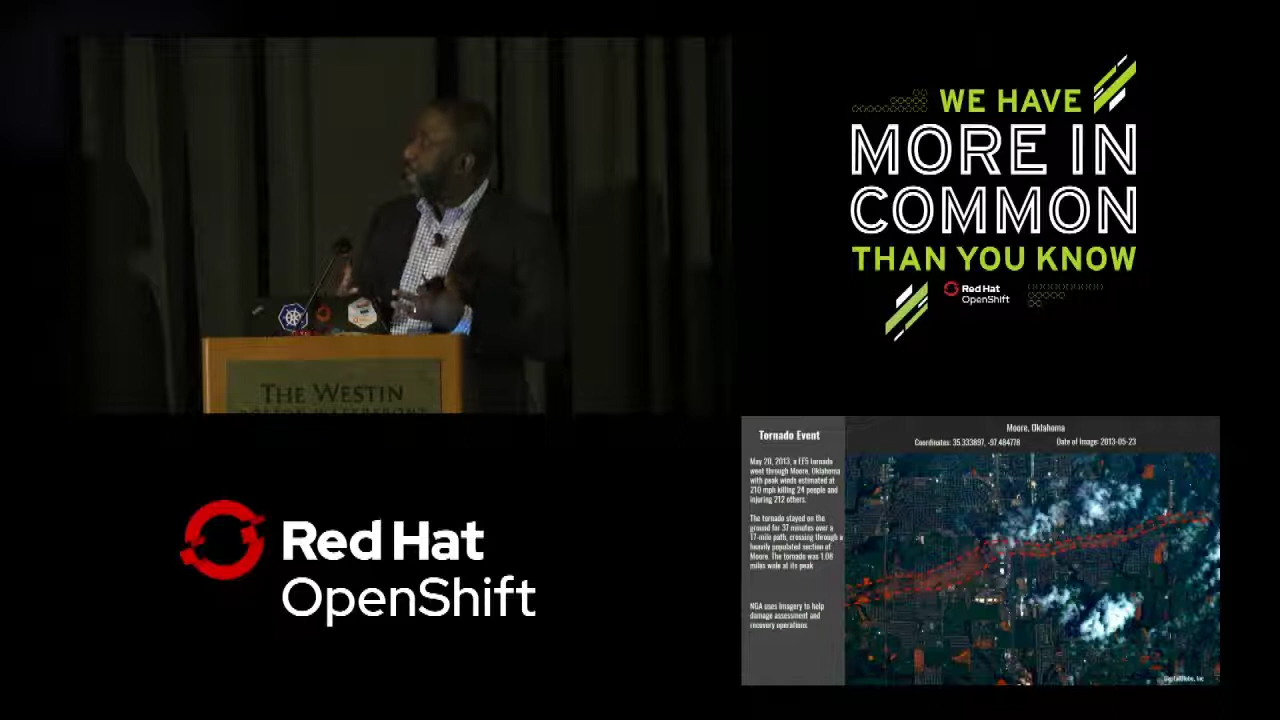 WE HAVE
MORE IN
COMMON
THAN YOU KNOW
Red Hat
OpenShift
THE WESTIN
BOSTON WATERFRONT
Red Hat
OpenShift
Tornado Event
May 20, 2013, a EF5 tornado
went through Moore, Oklahoma
with peak winds estimated at
210 mph killing 24 people and
injuring 212 others.
The tornado stayed on the
ground for 37 minutes over a
17-mile path, crossing through a
heavily populated section of
Moore. The tornado was 1.08
miles wide at its peak
NGA uses imagery to help
damage assessment and
recovery operations.
Moore, Oklahoma
Coordinates: 35.333897, -97.484778
Date of Image: 2013-05-23
DigitalGlobe, Inc